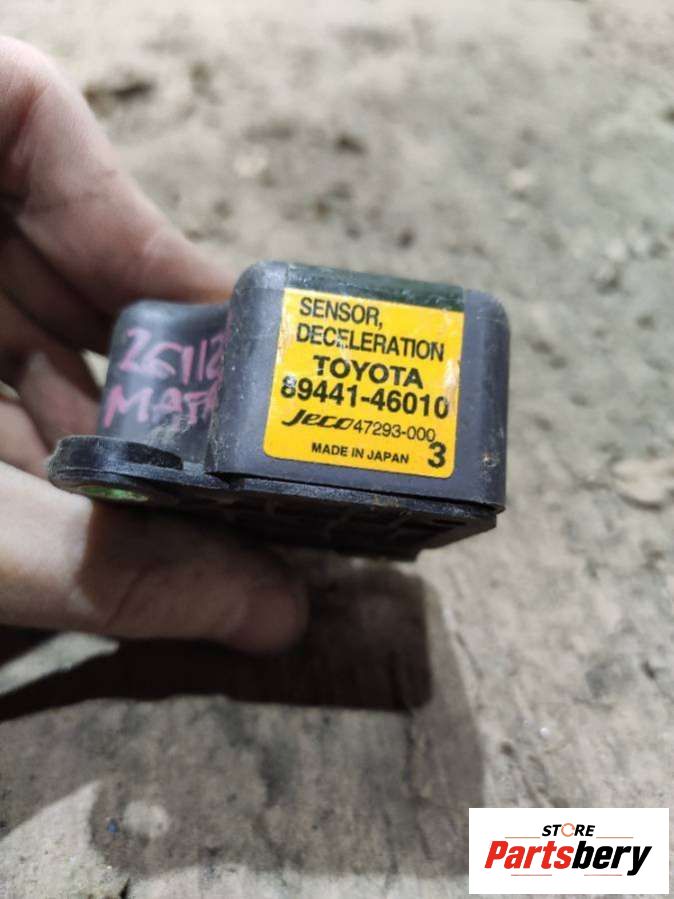 SENSOR,
DECELERATION
TOYOTA
89441-46010
Jeco 47293-000
MADE IN JAPAN 3
STORE
Partsbery